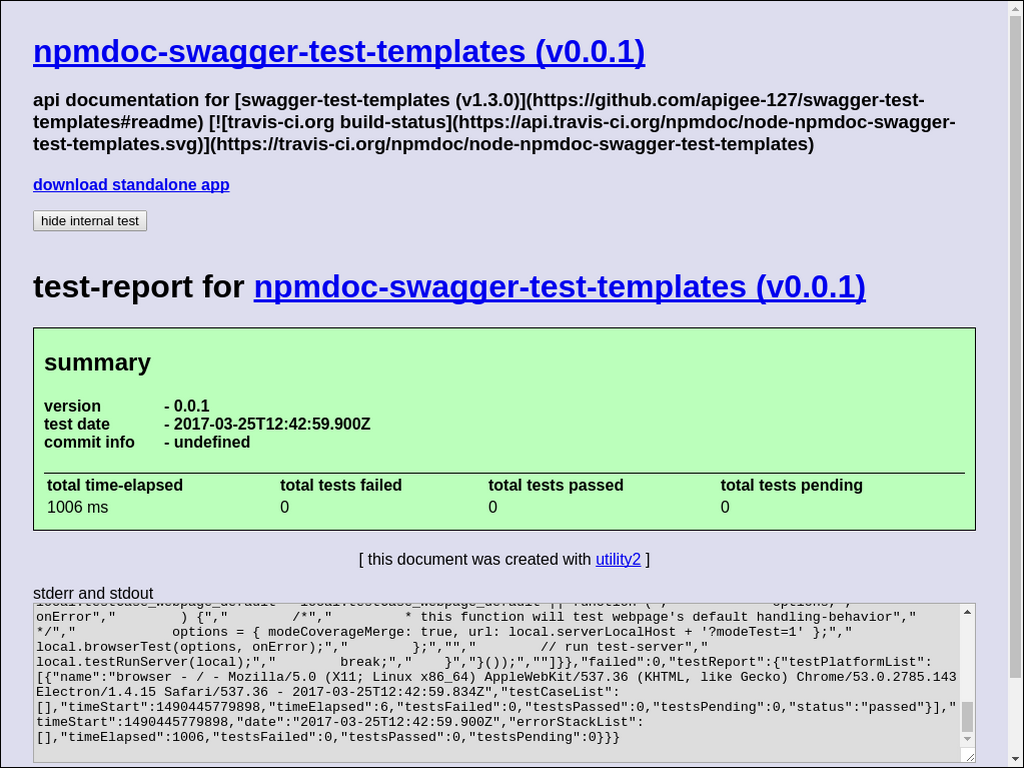 npmdoc-swagger-test-templates (v0.0.1)
api documentation for [swagger-test-templates (v1.3.0)](https://github.com/apigee-127/swagger-test-
templates#readme) [![travis-ci.org build-status](https://api.travis-ci.org/npmdoc/node-npmdoc-swagger-
test-templates.svg)](https://travis-ci.org/npmdoc/node-npmdoc-swagger-test-templates)
download standalone app
hide internal test
test-report for npmdoc-swagger-test-templates (v0.0.1)
summary
version - 0.0.1
test date - 2017-03-25T12:42:59.900Z
commit info - undefined
total time-elapsed total tests failed total tests passed total tests pending
1006 ms 0 0 0
[ this document was created with utility2 ]
stderr and stdout
onError","        ) {","        /*","         * this function will test webpage's default handling-behavior","
*/","         options = { modeCoverageMerge: true, url: local.serverLocalHost + '?modeTest=1' };","
local.browserTest(options, onError);","        };","","        // run test-server","
local.testRunServer(local);","        break;","    }","}());",""]}},"failed":0,"testReport":{"testPlatformList":
[{"name":"browser - / - Mozilla/5.0 (X11; Linux x86_64) AppleWebKit/537.36 (KHTML, like Gecko) Chrome/53.0.2785.143
Electron/1.4.15 Safari/537.36 - 2017-03-25T12:42:59.834Z","testCaseList":
[],"timeStart":1490445779898,"timeElapsed":6,"testsFailed":0,"testsPassed":0,"testsPending":0,"status":"passed"}],"
timeStart":1490445779898,"date":"2017-03-25T12:42:59.900Z","errorStackList":
[],"timeElapsed":1006,"testsFailed":0,"testsPassed":0,"testsPending":0}}}